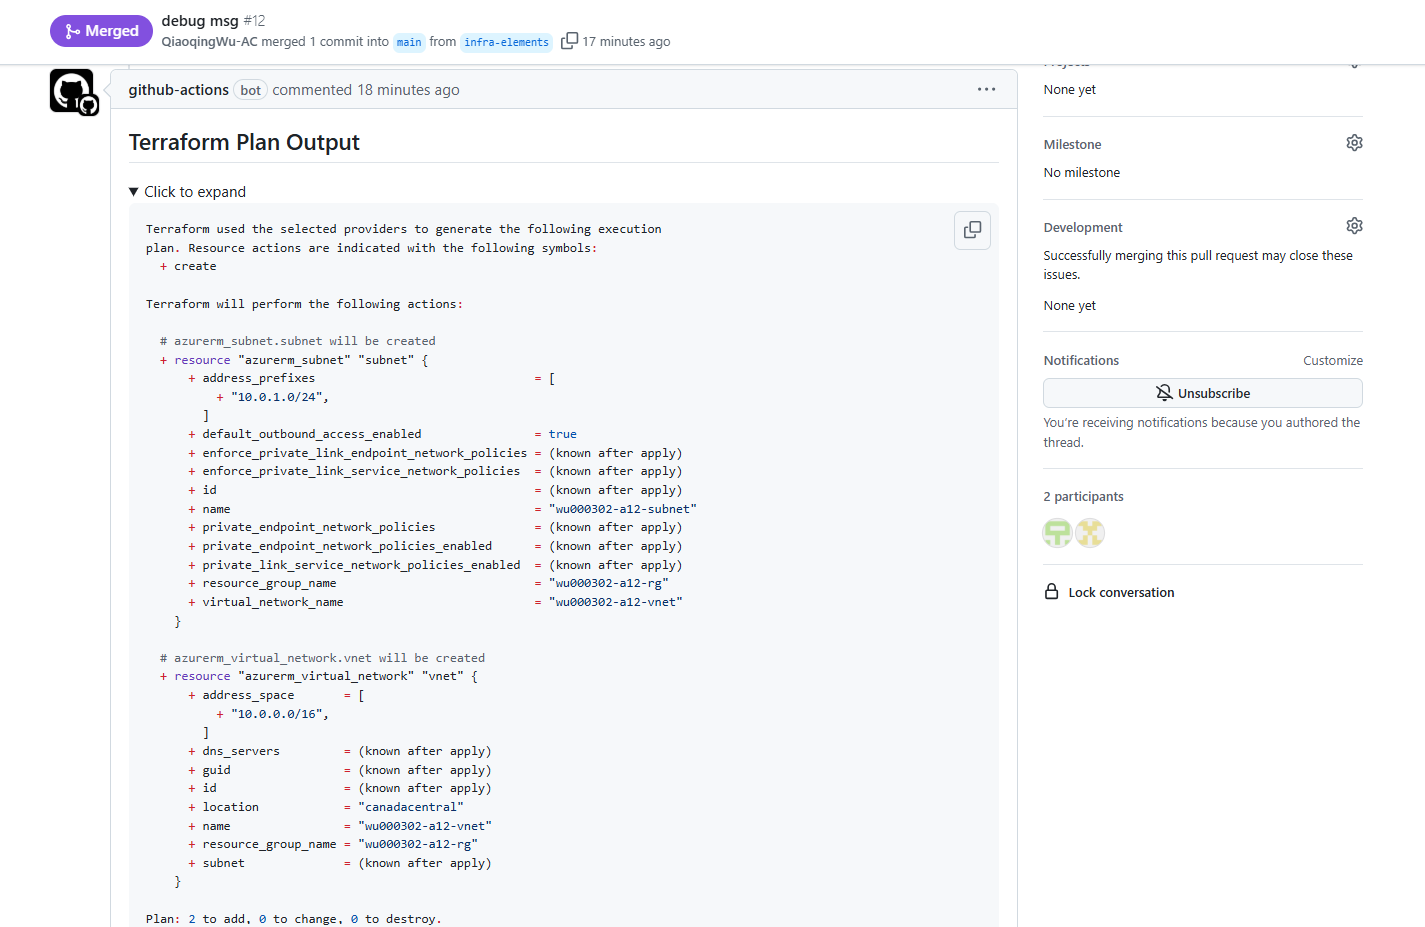 Merged
debug msg #12
QiaoqingWu-AC merged 1 commit into main from infra-elements 17 minutes ago
github-actions bot commented 18 minutes ago
Terraform Plan Output
Click to expand
Terraform used the selected providers to generate the following execution
plan. Resource actions are indicated with the following symbols:
  + create
Terraform will perform the following actions:
  # azurerm_subnet.subnet will be created
  + resource "azurerm_subnet" "subnet" {
      + address_prefixes                               = [
          + "10.0.1.0/24",
        ]
      + default_outbound_access_enabled                = true
      + enforce_private_link_endpoint_network_policies = (known after apply)
      + enforce_private_link_service_network_policies  = (known after apply)
      + id                                             = (known after apply)
      + name                                           = "wu000302-a12-subnet"
      + private_endpoint_network_policies              = (known after apply)
      + private_endpoint_network_policies_enabled      = (known after apply)
      + private_link_service_network_policies_enabled  = (known after apply)
      + resource_group_name                            = "wu000302-a12-rg"
      + virtual_network_name                           = "wu000302-a12-vnet"
    }
  # azurerm_virtual_network.vnet will be created
  + resource "azurerm_virtual_network" "vnet" {
      + address_space       = [
          + "10.0.0.0/16",
        ]
      + dns_servers         = (known after apply)
      + guid                = (known after apply)
      + id                  = (known after apply)
      + location            = "canadacentral"
      + name                = "wu000302-a12-vnet"
      + resource_group_name = "wu000302-a12-rg"
      + subnet              = (known after apply)
    }
Plan: 2 to add, 0 to change, 0 to destroy.
Projects
None yet
Milestone
No milestone
Development
Successfully merging this pull request may close these
issues.
None yet
Notifications
Customize
Unsubscribe
You're receiving notifications because you authored the
thread.
2 participants
Lock conversation